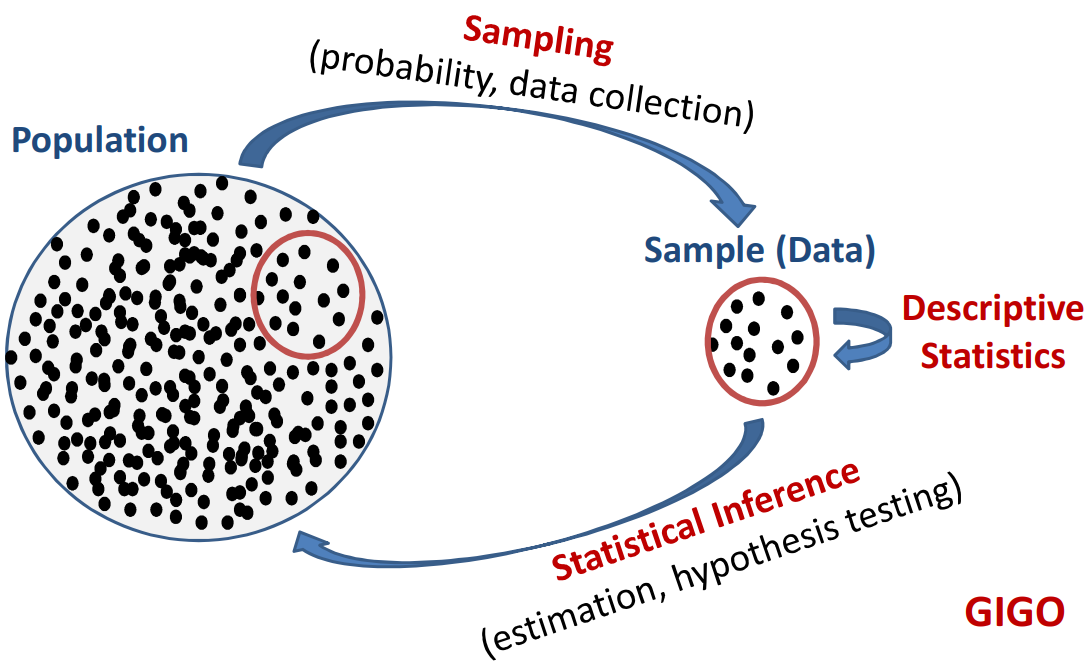 Sampling
(probability, data collection)
Population
Sample (Data)
Descriptive
Statistics
Statistical Inference
(estimation, hypothesis testing)
GIGO